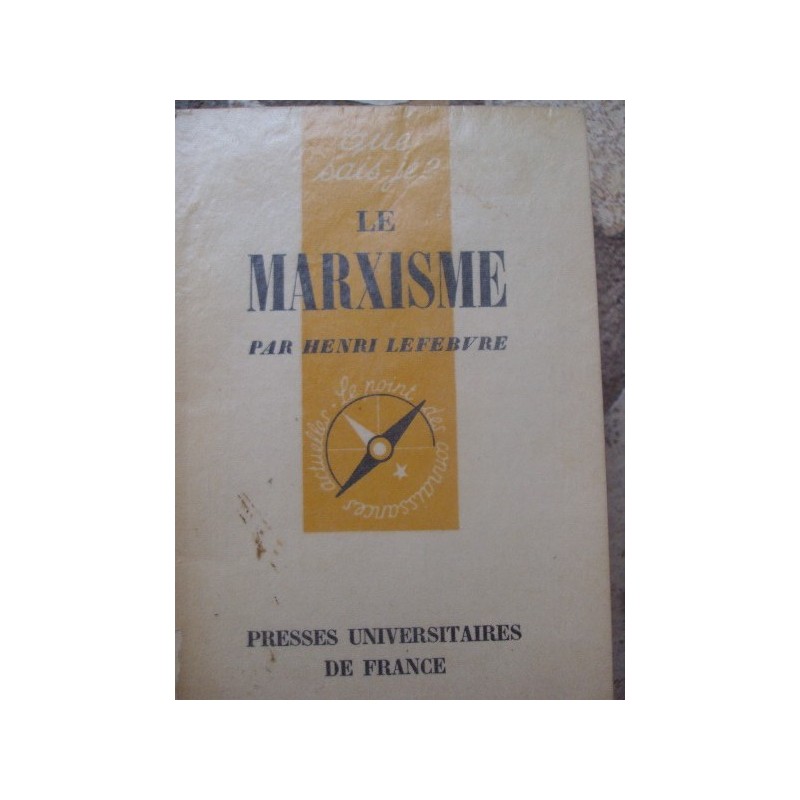 que
sais-je?
LE
MARXISME
PAR HENRI LEFEBVRE
Le point des connaissances actuelles.
PRESSES UNIVERSITAIRES
DE FRANCE